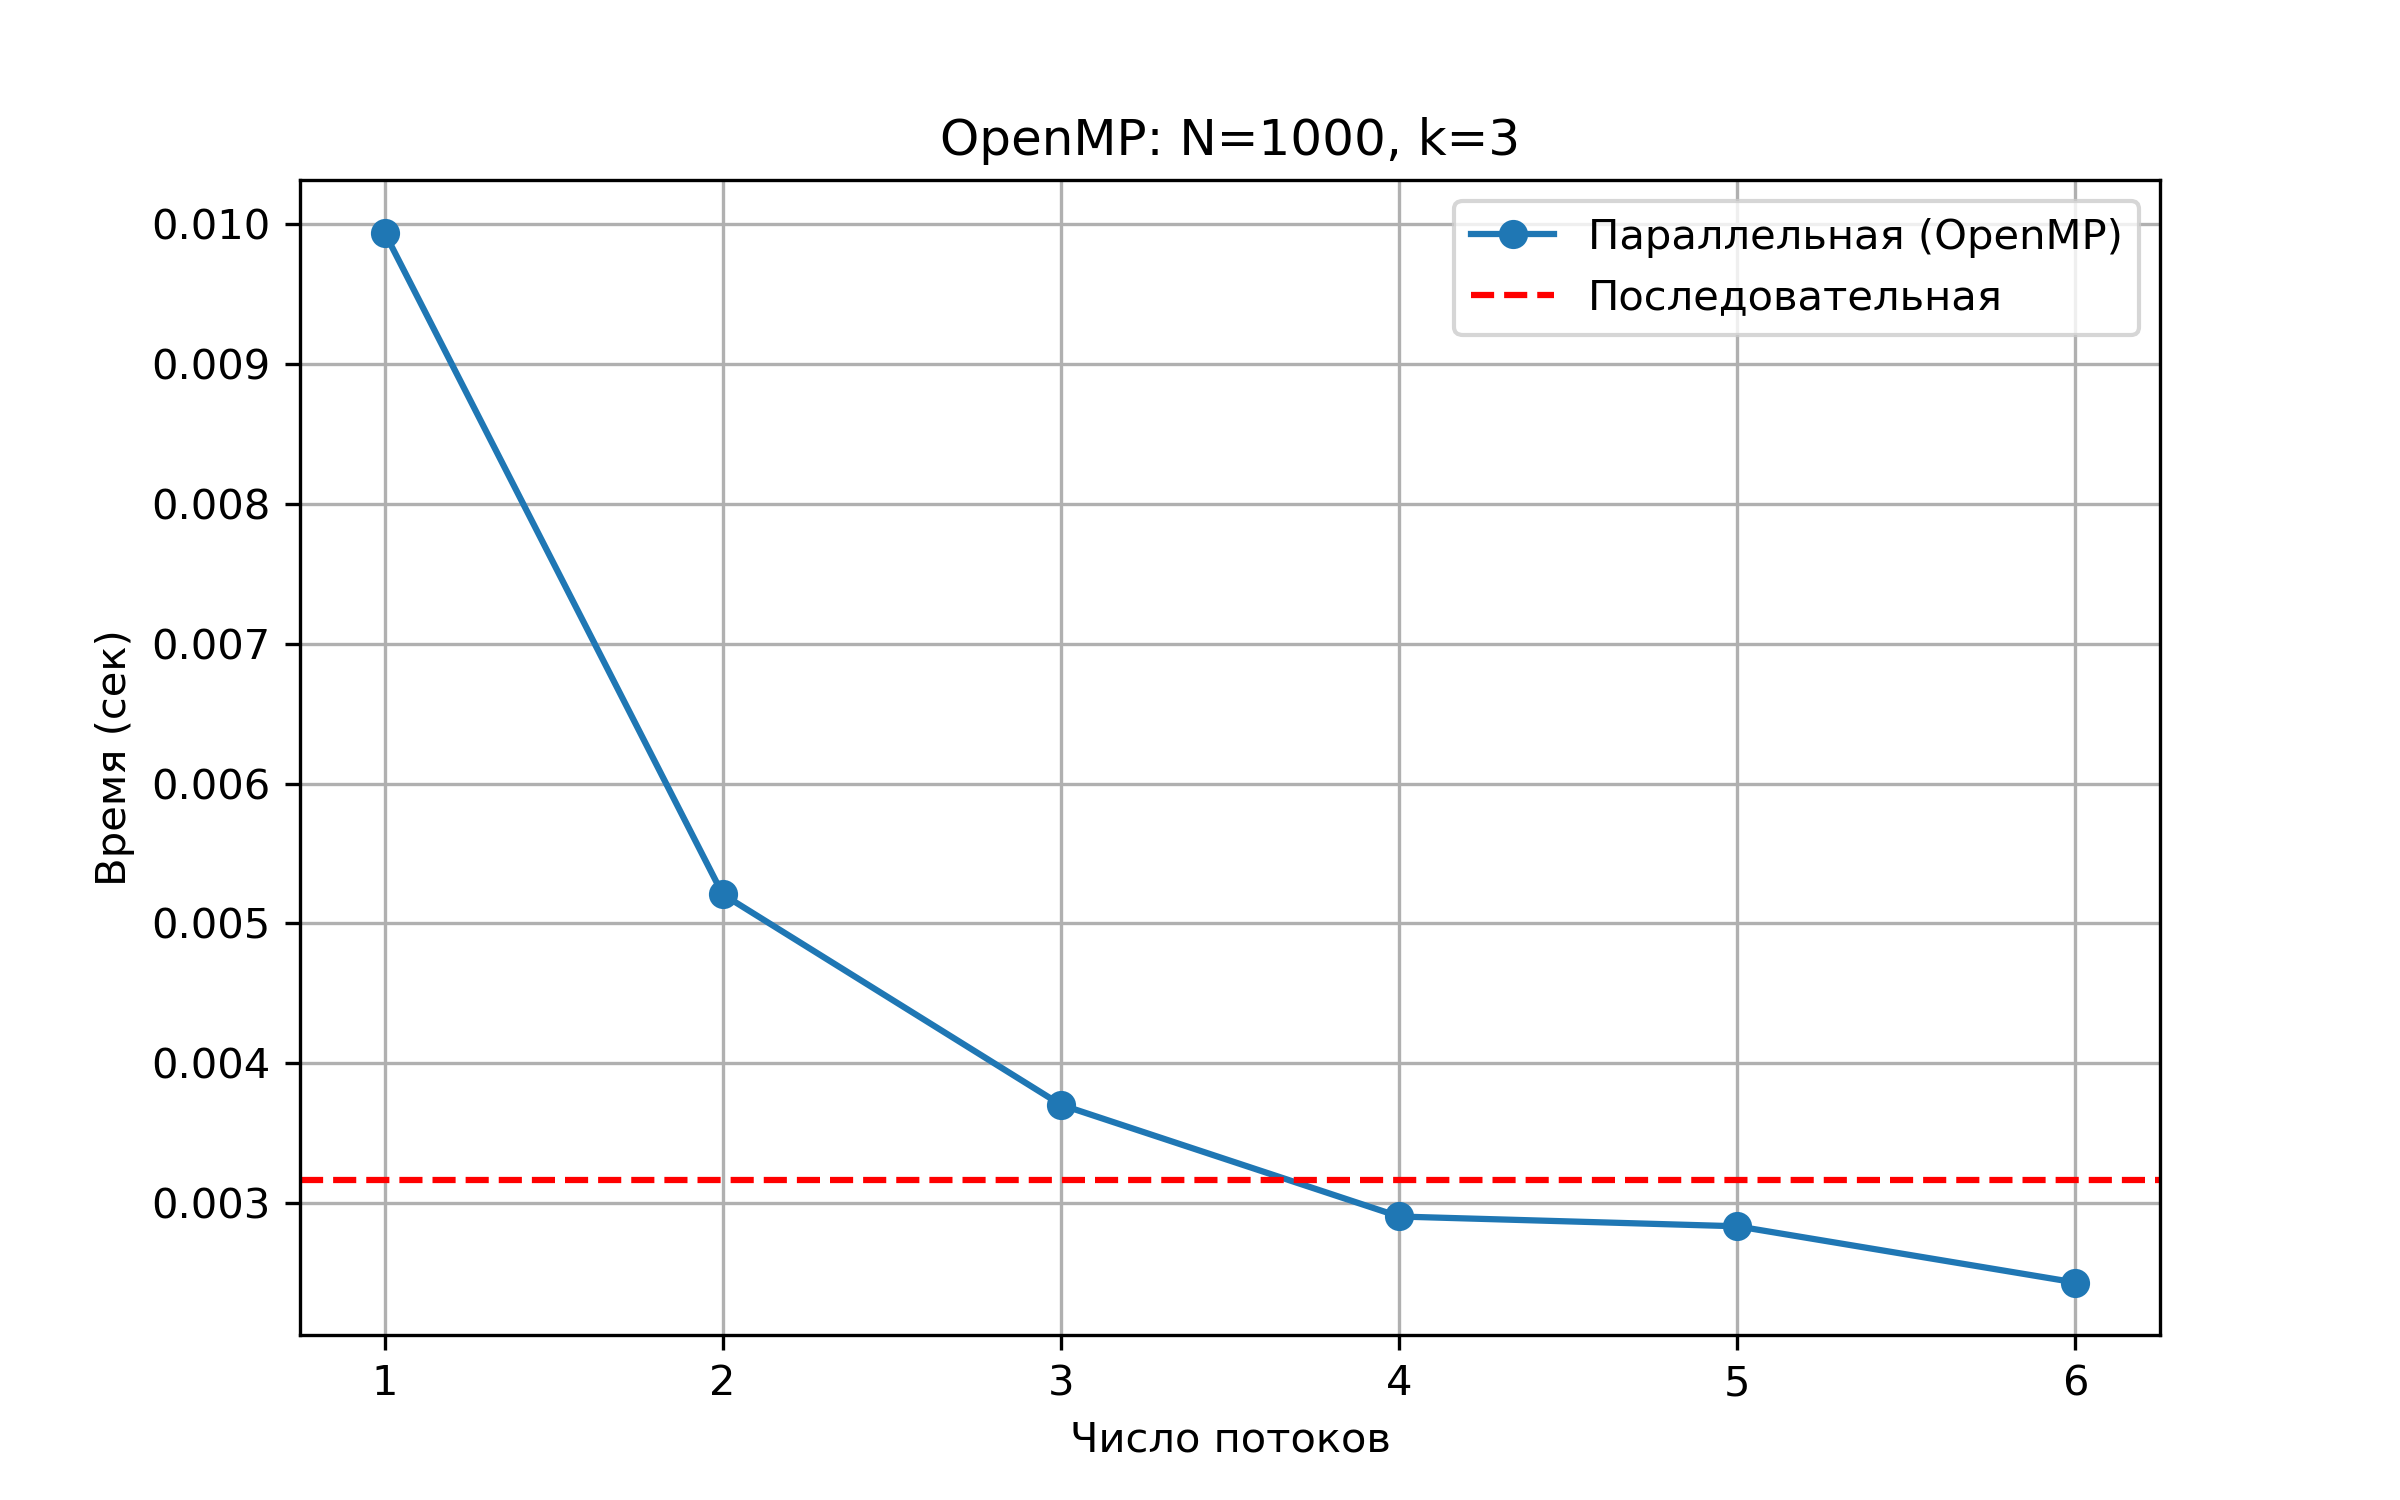 OpenMP: N=1000, k=3
Параллельная (OpenMP)
Последовательная
Время (сек)
0.010
0.009
0.008
0.007
0.006
0.005
0.004
0.003
1 2 3 4 5 6
Число потоков